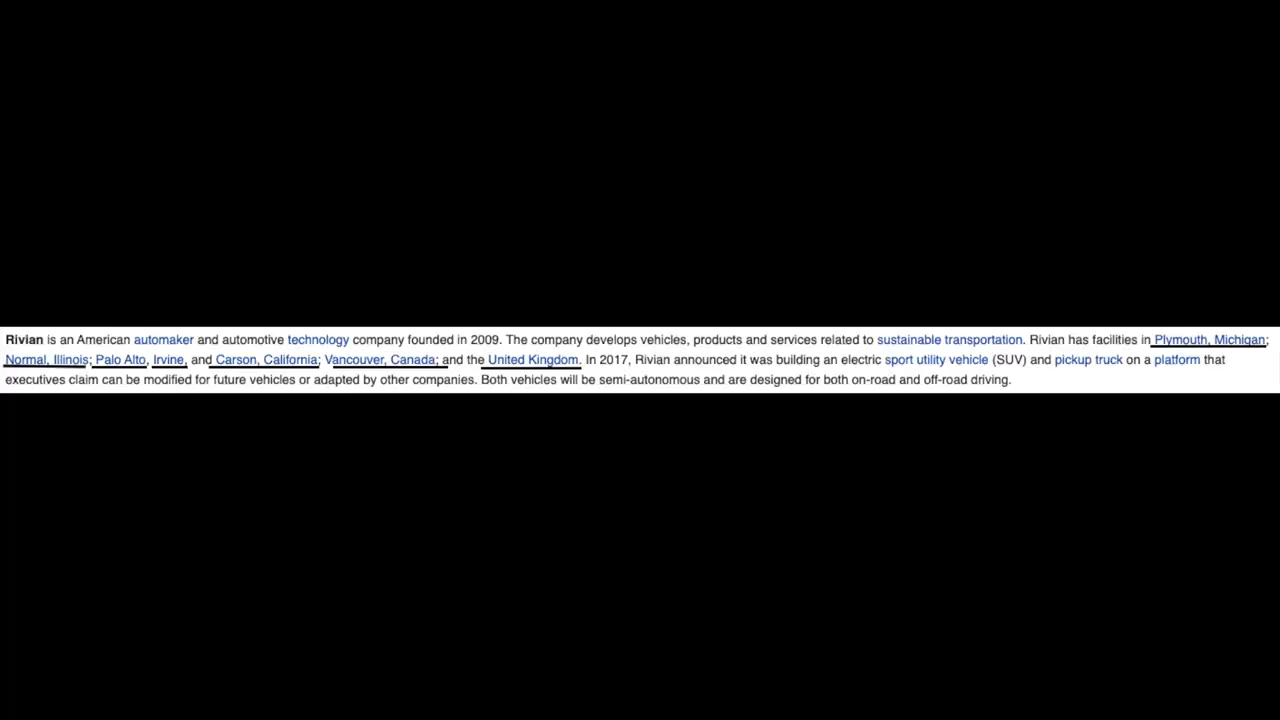 Rivian is an American automaker and automotive technology company founded in 2009. The company develops vehicles, products and services related to sustainable transportation. Rivian has facilities in Plymouth, Michigan;
Normal, Illinois; Palo Alto, Irvine, and Carson, California; Vancouver, Canada; and the United Kingdom. In 2017, Rivian announced it was building an electric sport utility vehicle (SUV) and pickup truck on a platform that
executives claim can be modified for future vehicles or adapted by other companies. Both vehicles will be semi-autonomous and are designed for both on-road and off-road driving.